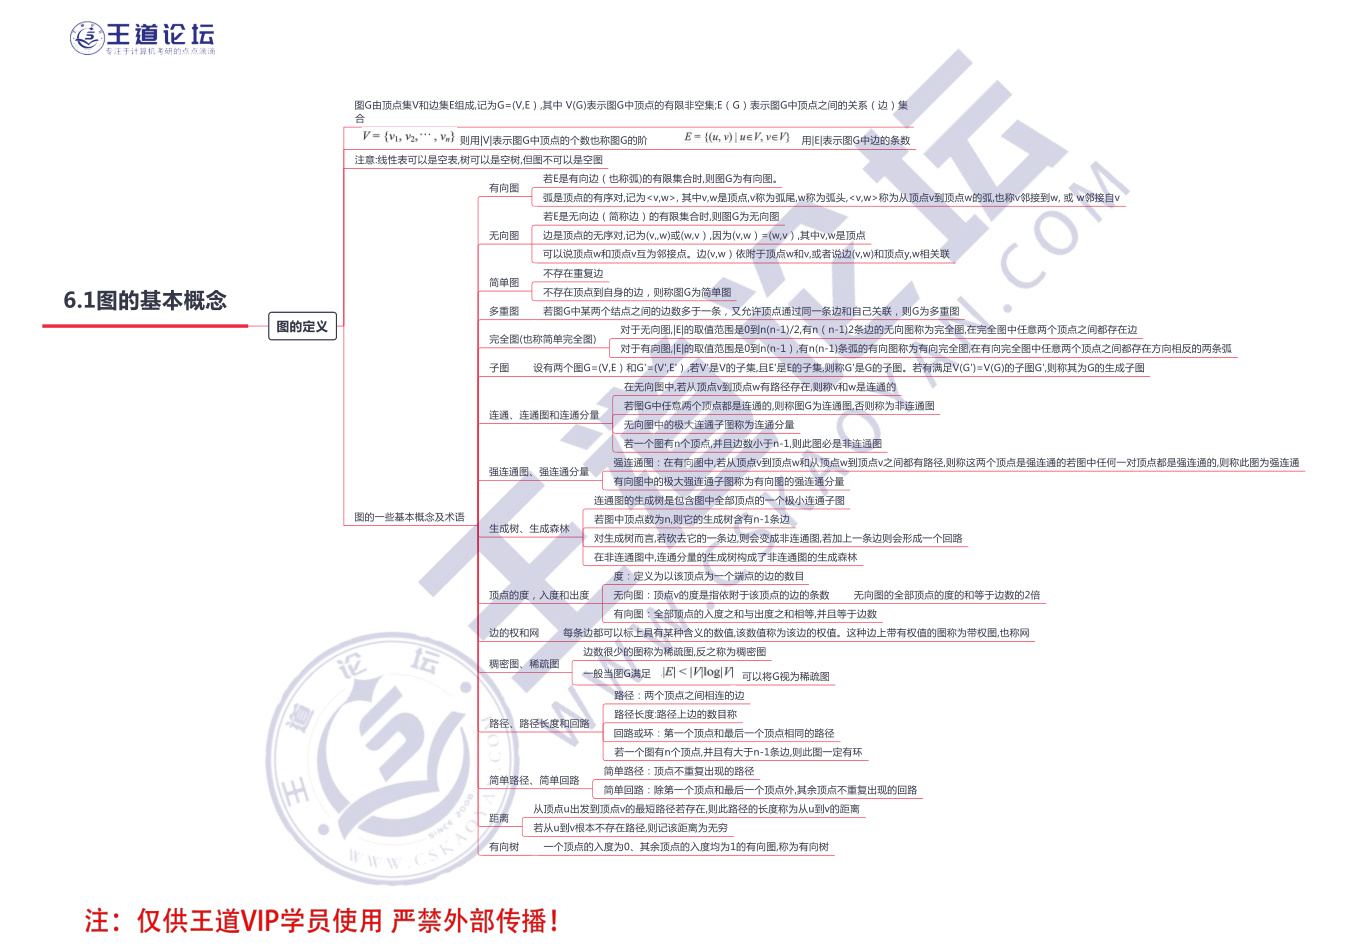 王道论坛
专注于计算机考研的点点滴滴
图G由顶点集V和边集E组成,记为G=(V,E）,其中 V(G)表示图G中顶点的有限非空集;E（G）表示图G中顶点之间的关系（边）集
合
V = {v₁, v₂,⋯ , vₙ} 则用|V|表示图G中顶点的个数也称图G的阶 E = {(u, v) | u∈V, v∈V} 用|E|表示图G中边的条数
注意:线性表可以是空表,树可以是空树,但图不可以是空图
有向图
若E是有向边（也称弧)的有限集合时,则图G为有向图。
弧是顶点的有序对,记为<v,w>, 其中v,w是顶点,v称为弧尾,w称为弧头,<v,w>称为从顶点v到顶点w的弧,也称v邻接到w, 或 w邻接自v
无向图
若E是无向边（简称边）的有限集合时,则图G为无向图
边是顶点的无序对,记为(v,,w)或(w,v）,因为(v,w）=(w,v）,其中v,w是顶点
可以说顶点w和顶点v互为邻接点。边(v,w）依附于顶点w和v,或者说边(v,w)和顶点y,w相关联
简单图
不存在重复边
不存在顶点到自身的边，则称图G为简单图
多重图 若图G中某两个结点之间的边数多于一条，又允许顶点通过同一条边和自己关联，则G为多重图
完全图(也称简单完全图)
对于无向图,|E|的取值范围是0到n(n-1)/2,有n（n-1)2条边的无向图称为完全图,在完全图中任意两个顶点之间都存在边
对于有向图,|E|的取值范围是0到n(n-1）,有n(n-1)条弧的有向图称为有向完全图,在有向完全图中任意两个顶点之间都存在方向相反的两条弧
子图 设有两个图G=(V,E）和G'=(V',E'）,若V'是V的子集,且E'是E的子集,则称G'是G的子图。若有满足V(G')=V(G)的子图G',则称其为G的生成子图
连通、连通图和连通分量
在无向图中,若从顶点v到顶点w有路径存在,则称v和w是连通的
若图G中任意两个顶点都是连通的,则称图G为连通图,否则称为非连通图
无向图中的极大连通子图称为连通分量
若一个图有n个顶点,并且边数小于n-1,则此图必是非连通图
强连通图、强连通分量
强连通图：在有向图中,若从顶点v到顶点w和从顶点w到顶点v之间都有路径,则称这两个顶点是强连通的若图中任何一对顶点都是强连通的,则称此图为强连通
有向图中的极大强连通子图称为有向图的强连通分量
6.1图的基本概念
图的定义
图的一些基本概念及术语
生成树、生成森林
连通图的生成树是包含图中全部顶点的一个极小连通子图
若图中顶点数为n,则它的生成树含有n-1条边
对生成树而言,若砍去它的一条边,则会变成非连通图,若加上一条边则会形成一个回路
在非连通图中,连通分量的生成树构成了非连通图的生成森林
顶点的度，入度和出度
度：定义为以该顶点为一个端点的边的数目
无向图：顶点v的度是指依附于该顶点的边的条数 无向图的全部顶点的度的和等于边数的2倍
有向图：全部顶点的入度之和与出度之和相等,并且等于边数
边的权和网 每条边都可以标上具有某种含义的数值,该数值称为该边的权值。这种边上带有权值的图称为带权图,也称网
稠密图、稀疏图
边数很少的图称为稀疏图,反之称为稠密图
一般当图G满足 |E| < |V|log|V| 可以将G视为稀疏图
路径、路径长度和回路
路径：两个顶点之间相连的边
路径长度:路径上边的数目称
回路或环：第一个顶点和最后一个顶点相同的路径
若一个图有n个顶点,并且有大于n-1条边,则此图一定有环
简单路径、简单回路
简单路径：顶点不重复出现的路径
简单回路：除第一个顶点和最后一个顶点外,其余顶点不重复出现的回路
距离
从顶点u出发到顶点v的最短路径若存在,则此路径的长度称为从u到v的距离
若从u到v根本不存在路径,则记该距离为无穷
有向树 一个顶点的入度为0、其余顶点的入度均为1的有向图,称为有向树
王道论坛
WWW.CSKAOYAN.COM
王道论坛
SINCE 2008
WWW.CSKAOYAN.COM
注：仅供王道VIP学员使用 严禁外部传播！